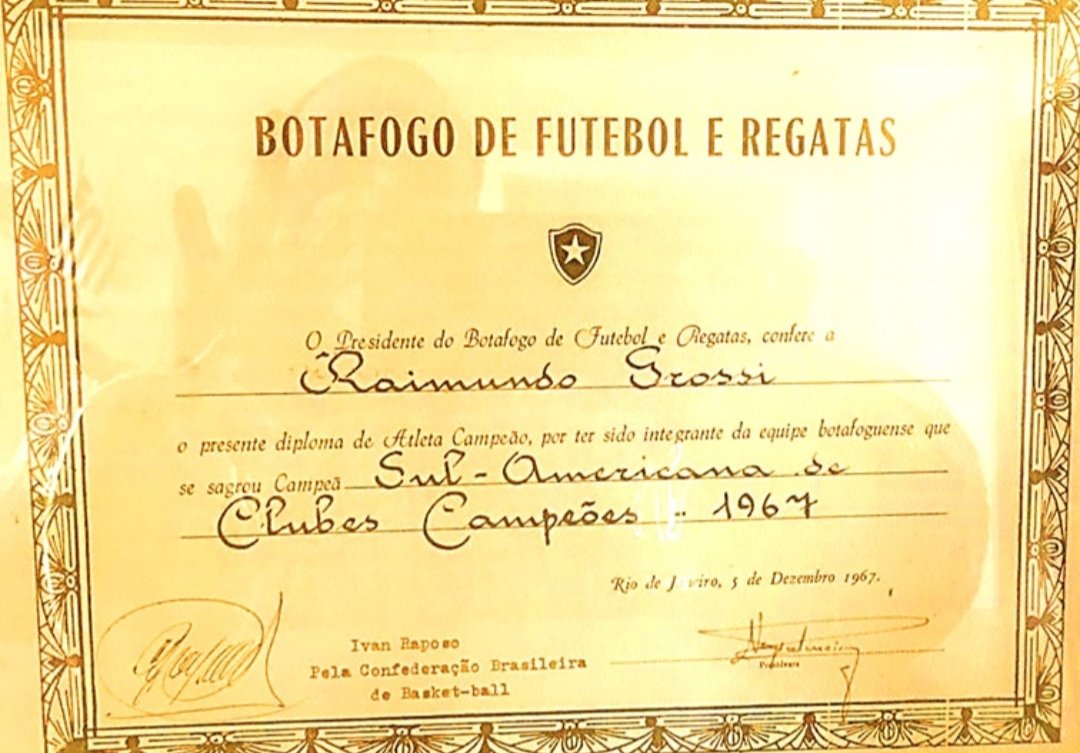 BOTAFOGO DE FUTEBOL E REGATAS
O Presidente do Botafogo de Futebol e Regatas, confere a
Raimundo Grossi
o presente diploma de Atleta Campeão, por ter sido integrante da equipe botafoguense que
se sagrou Campeã Sul-Americana de
Clubes Campeões - 1967
Rio de Janeiro, 5 de Dezembro 1967.
Ivan Raposo
Pela Confederação Brasileira
de Basket-ball
Presidente